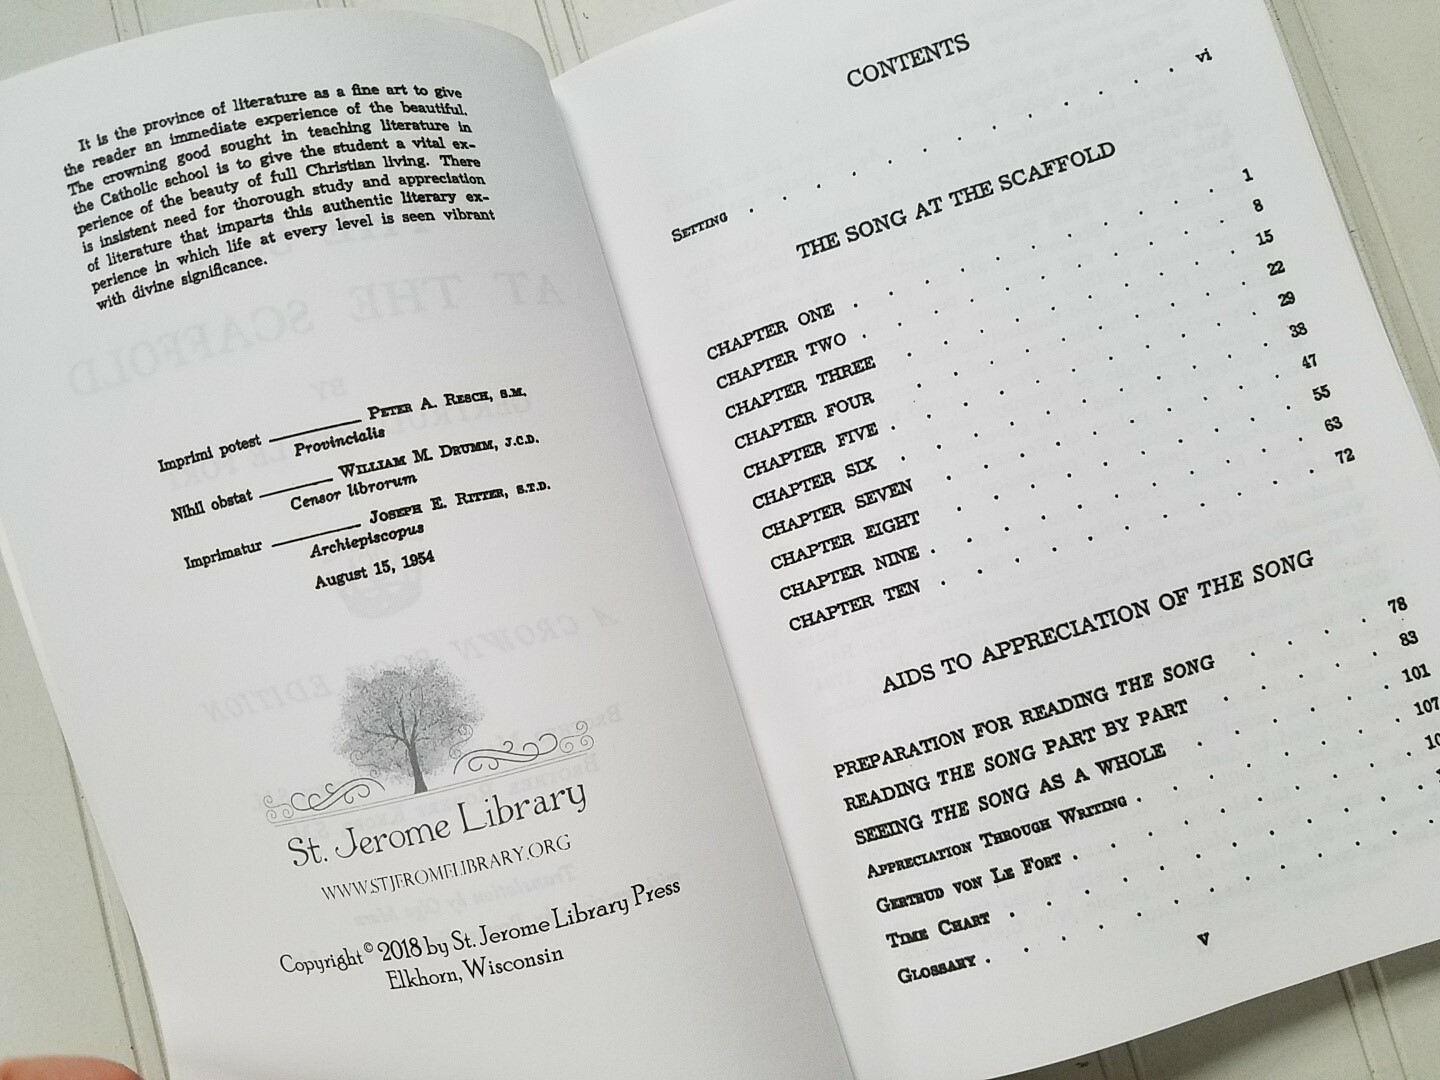 It is the province of literature as a fine art to give
the reader an immediate experience of the beautiful.
The crowning good sought in teaching literature in
the Catholic school is to give the student a vital ex-
perience of the beauty of full Christian living. There
is insistent need for thorough study and appreciation
of literature that imparts this authentic literary ex-
perience in which life at every level is seen vibrant
with divine significance.
Imprimi potest PETER A. RESCH, S.M.
Provincialis
Nihil obstat WILLIAM M. DRUMM, J.C.D.
Censor librorum
Imprimatur JOSEPH E. RITTER, S.T.D.
Archiepiscopus
August 15, 1954
St. Jerome Library
WWW.STJEROMELIBRARY.ORG
Copyright © 2018 by St. Jerome Library Press
Elkhorn, Wisconsin
CONTENTS
SETTING . . . . . . . . . . . . . vi
THE SONG AT THE SCAFFOLD
CHAPTER ONE . . . . . . . . . . . 1
CHAPTER TWO . . . . . . . . . . . 8
CHAPTER THREE . . . . . . . . . . 15
CHAPTER FOUR . . . . . . . . . . 22
CHAPTER FIVE . . . . . . . . . . . 29
CHAPTER SIX . . . . . . . . . . . 38
CHAPTER SEVEN . . . . . . . . . . 47
CHAPTER EIGHT . . . . . . . . . . 55
CHAPTER NINE . . . . . . . . . . . 63
CHAPTER TEN . . . . . . . . . . . 72
AIDS TO APPRECIATION OF THE SONG
PREPARATION FOR READING THE SONG . . . . 78
READING THE SONG PART BY PART . . . . . 83
SEEING THE SONG AS A WHOLE . . . . . . 101
APPRECIATION THROUGH WRITING . . . . . . 107
GERTRUD VON LE FORT . . . . . . . . .
TIME CHART . . . . . . . . . . .
GLOSSARY . . . . . . . . . . .
V